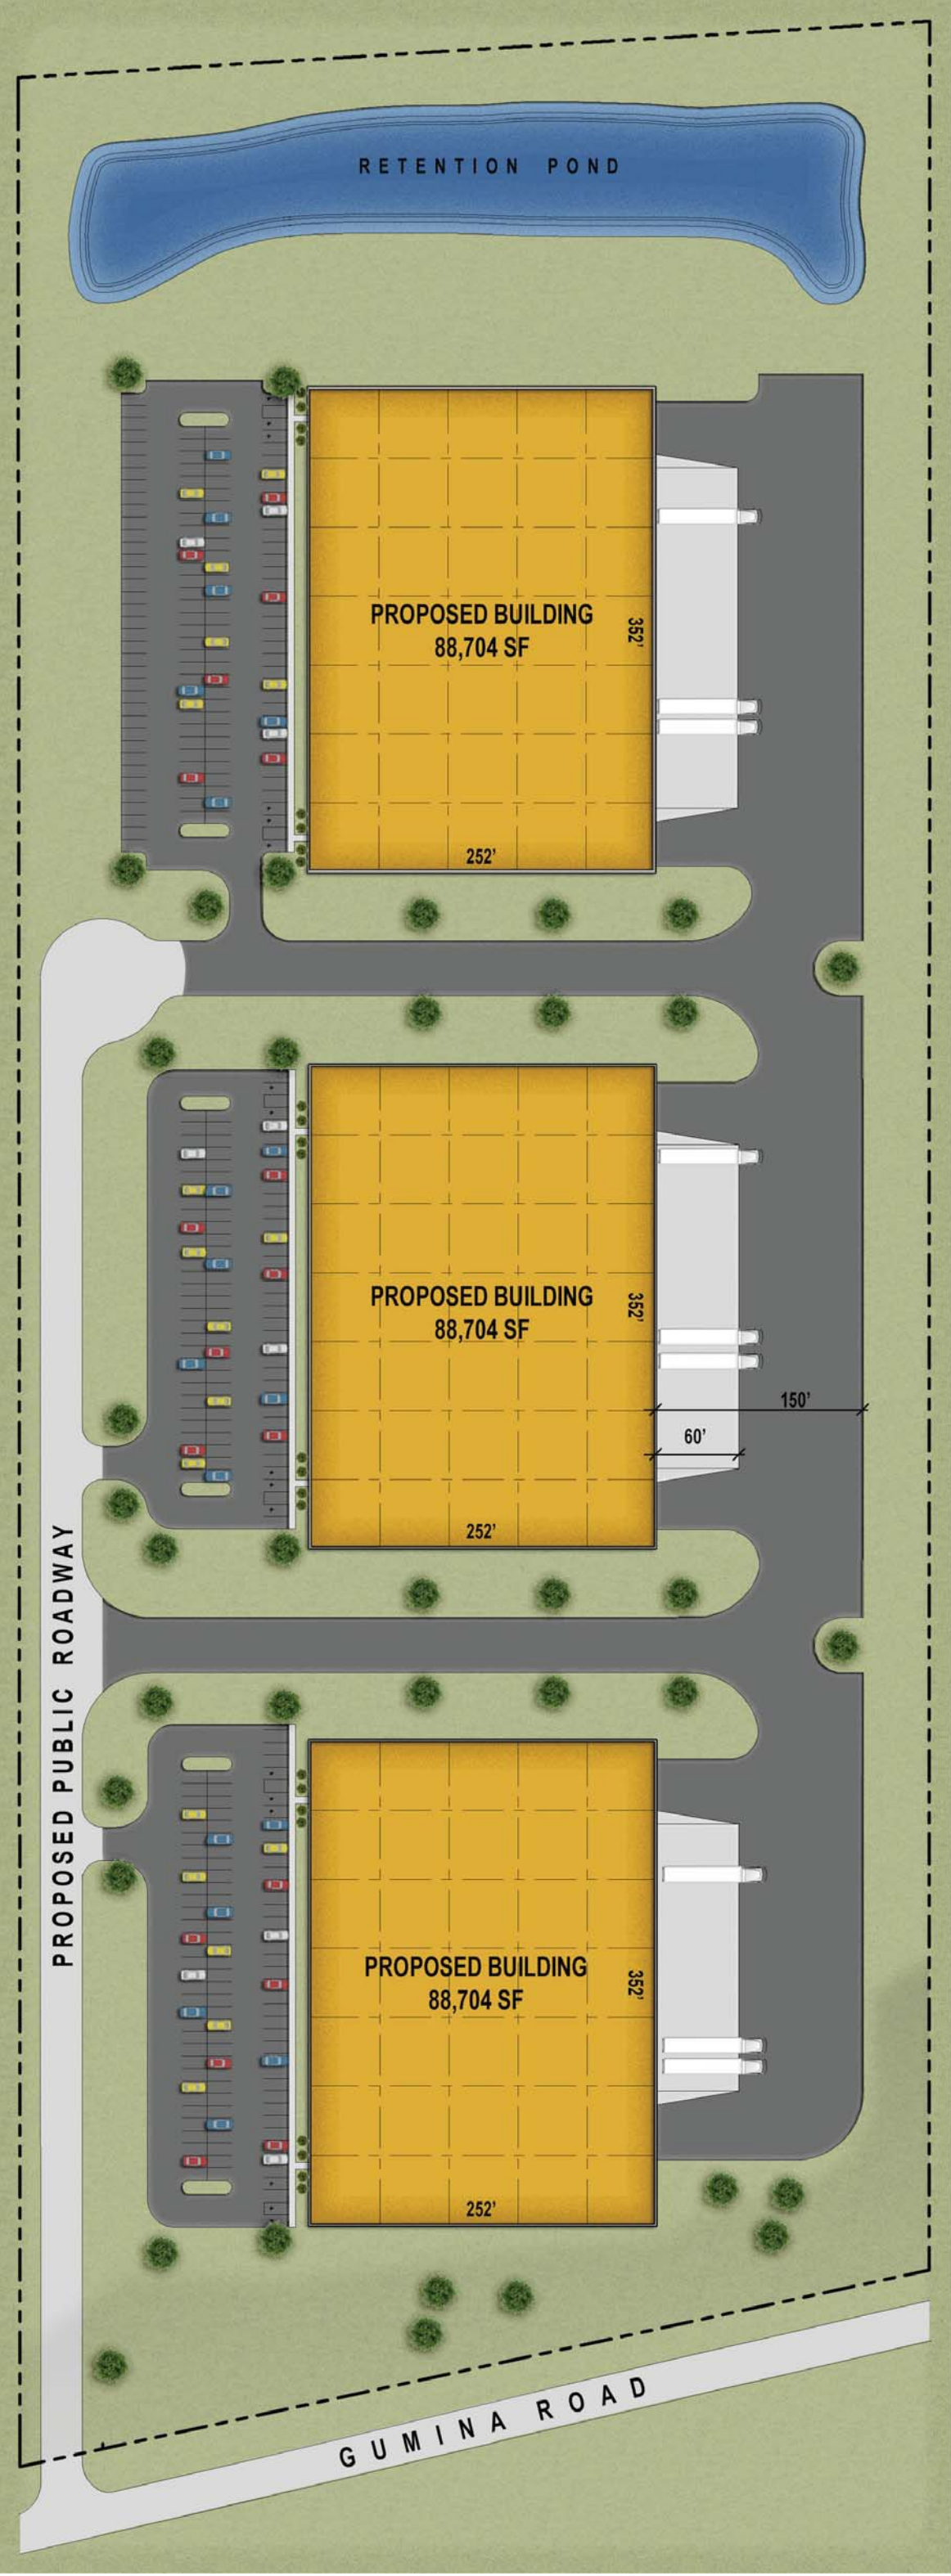 RETENTION POND
PROPOSED BUILDING
88,704 SF
352'
252'
PROPOSED BUILDING
88,704 SF
352'
150'
60'
252'
PROPOSED PUBLIC ROADWAY
PROPOSED BUILDING
88,704 SF
352'
252'
GUMINA ROAD